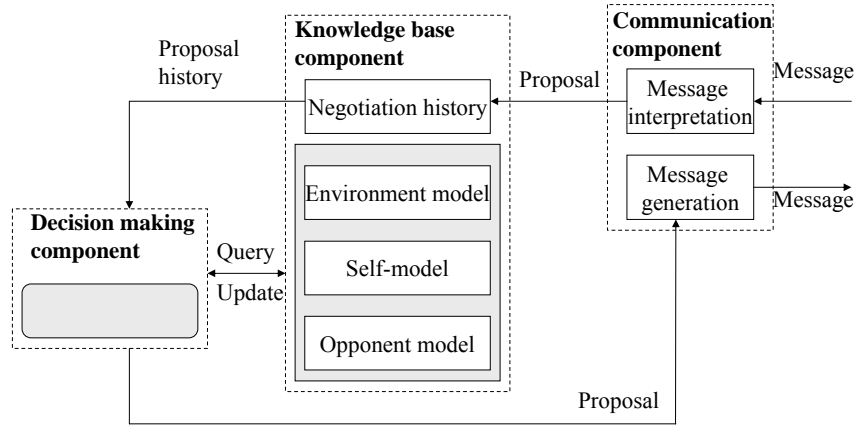 Knowledge base
component
Communication
component
Proposal
history
Negotiation history
Proposal
Message
interpretation
Message
Environment model
Message
generation
Message
Decision making
component
Query
Update
Self-model
Opponent model
Proposal